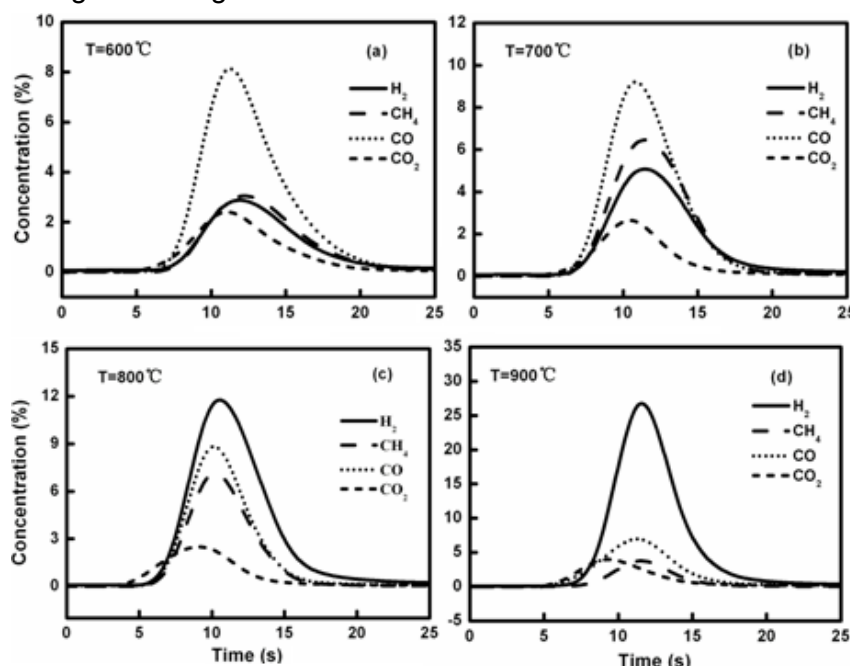 T=600℃
(a)
H₂
CH₄
CO
CO₂
Concentration (%)
8
6
4
2
0
0 5 10 15 20 25
T=700℃
(b)
H₂
CH₄
CO
CO₂
12
10
8
6
4
2
0
0 5 10 15 20 25
T=800℃
(c)
H₂
CH₄
CO
CO₂
Concentration (%)
15
12
9
6
3
0
0 5 10 15 20 25
Time (s)
T=900℃
(d)
H₂
CH₄
CO
CO₂
35
30
25
20
15
10
5
0
-5
0 5 10 15 20 25
Time (s)